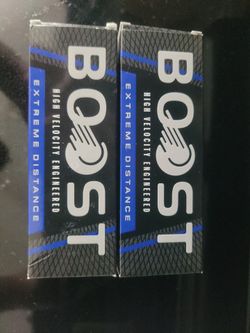 BOOST
HIGH VELOCITY ENGINEERED
EXTREME DISTANCE
BOOST
HIGH VELOCITY ENGINEERED
EXTREME DISTANCE